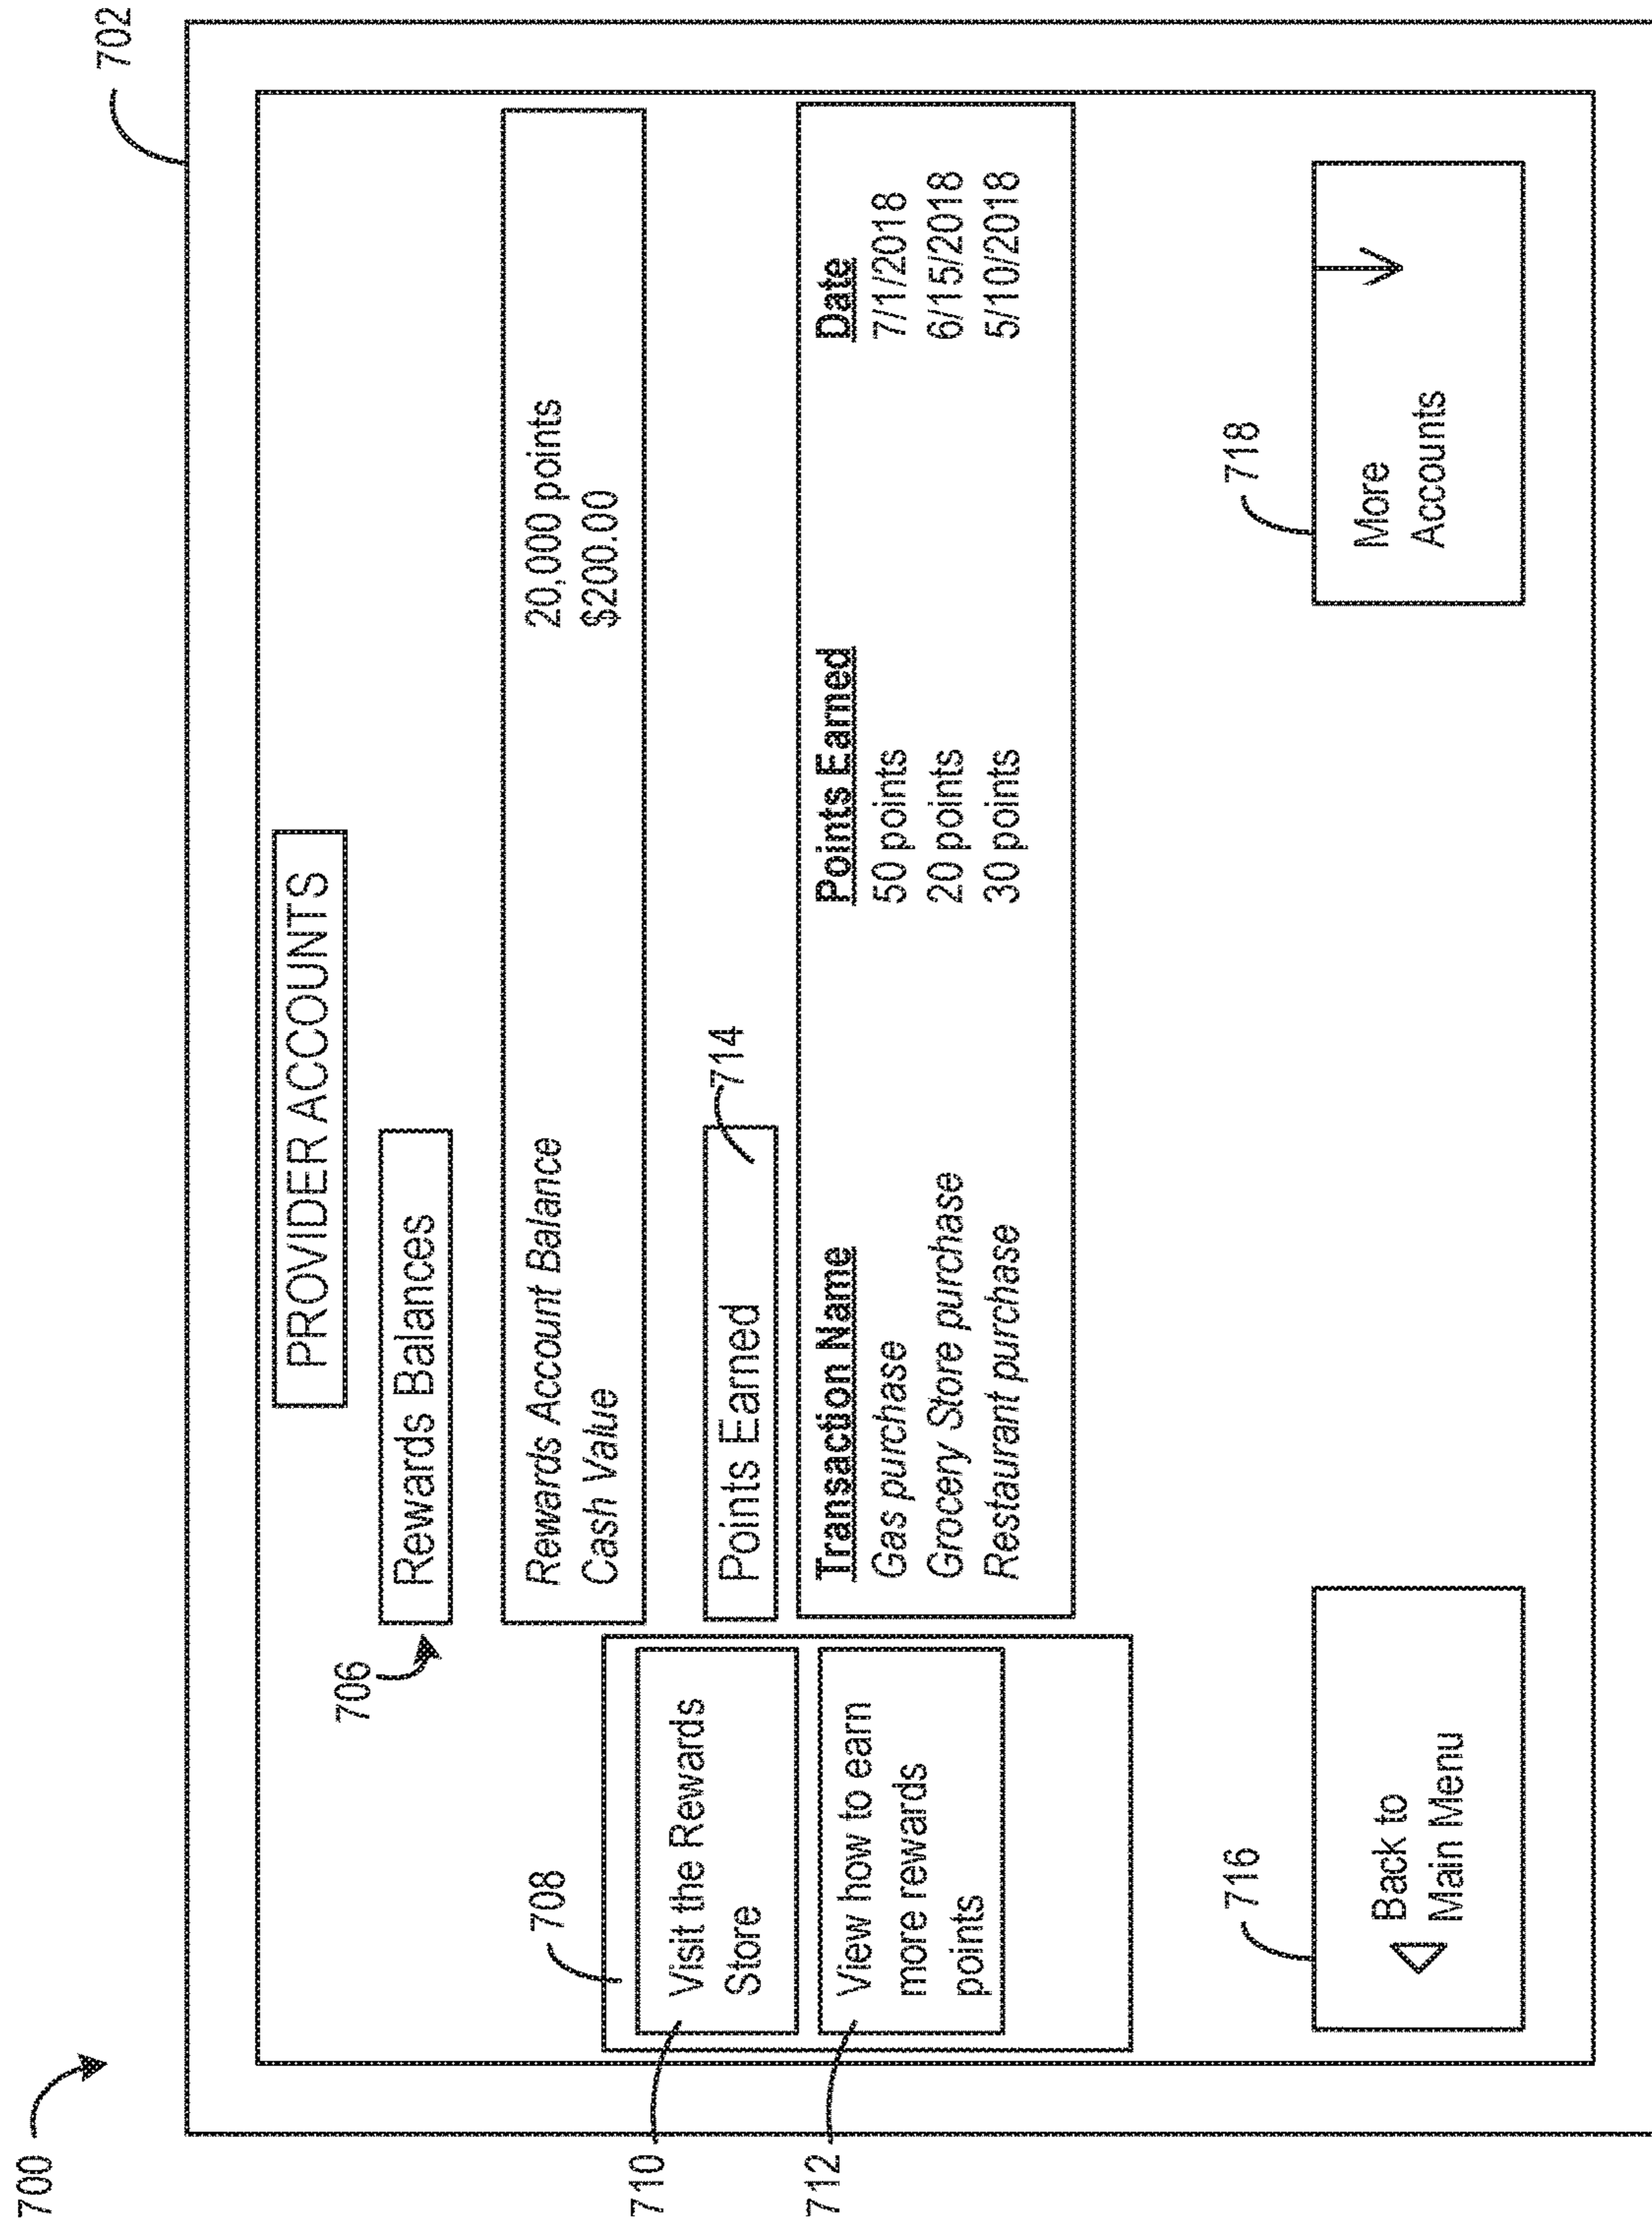 700
702
PROVIDER ACCOUNTS
706
Rewards Balances
Rewards Account Balance 20,000 points
Cash Value $200.00
708
710
Visit the Rewards
Store
712
View how to earn
more rewards
points
Points Earned
714
Transaction Name Points Earned Date
Gas purchase 50 points 7/1/2018
Grocery Store purchase 20 points 6/15/2018
Restaurant purchase 30 points 5/10/2018
716
Back to
Main Menu
718
More
Accounts